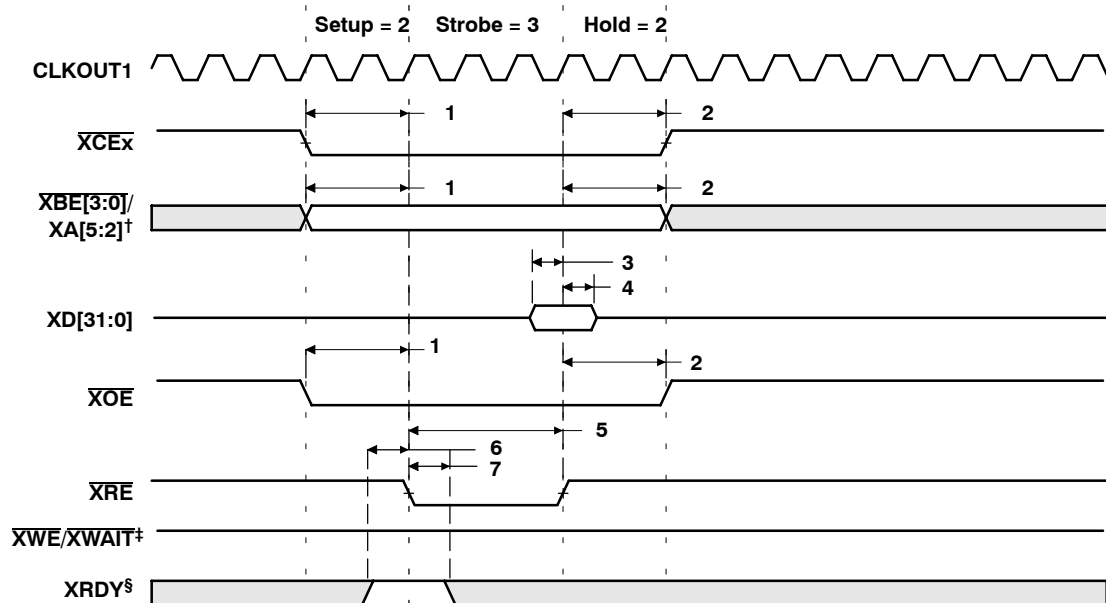 Setup = 2 Strobe = 3 Hold = 2
CLKOUT1
1 2
XCEx
1 2
XBE[3:0]/
XA[5:2]†
3
4
XD[31:0]
1
2
XOE
5
6
7
XRE
XWE/XWAIT‡
XRDY§